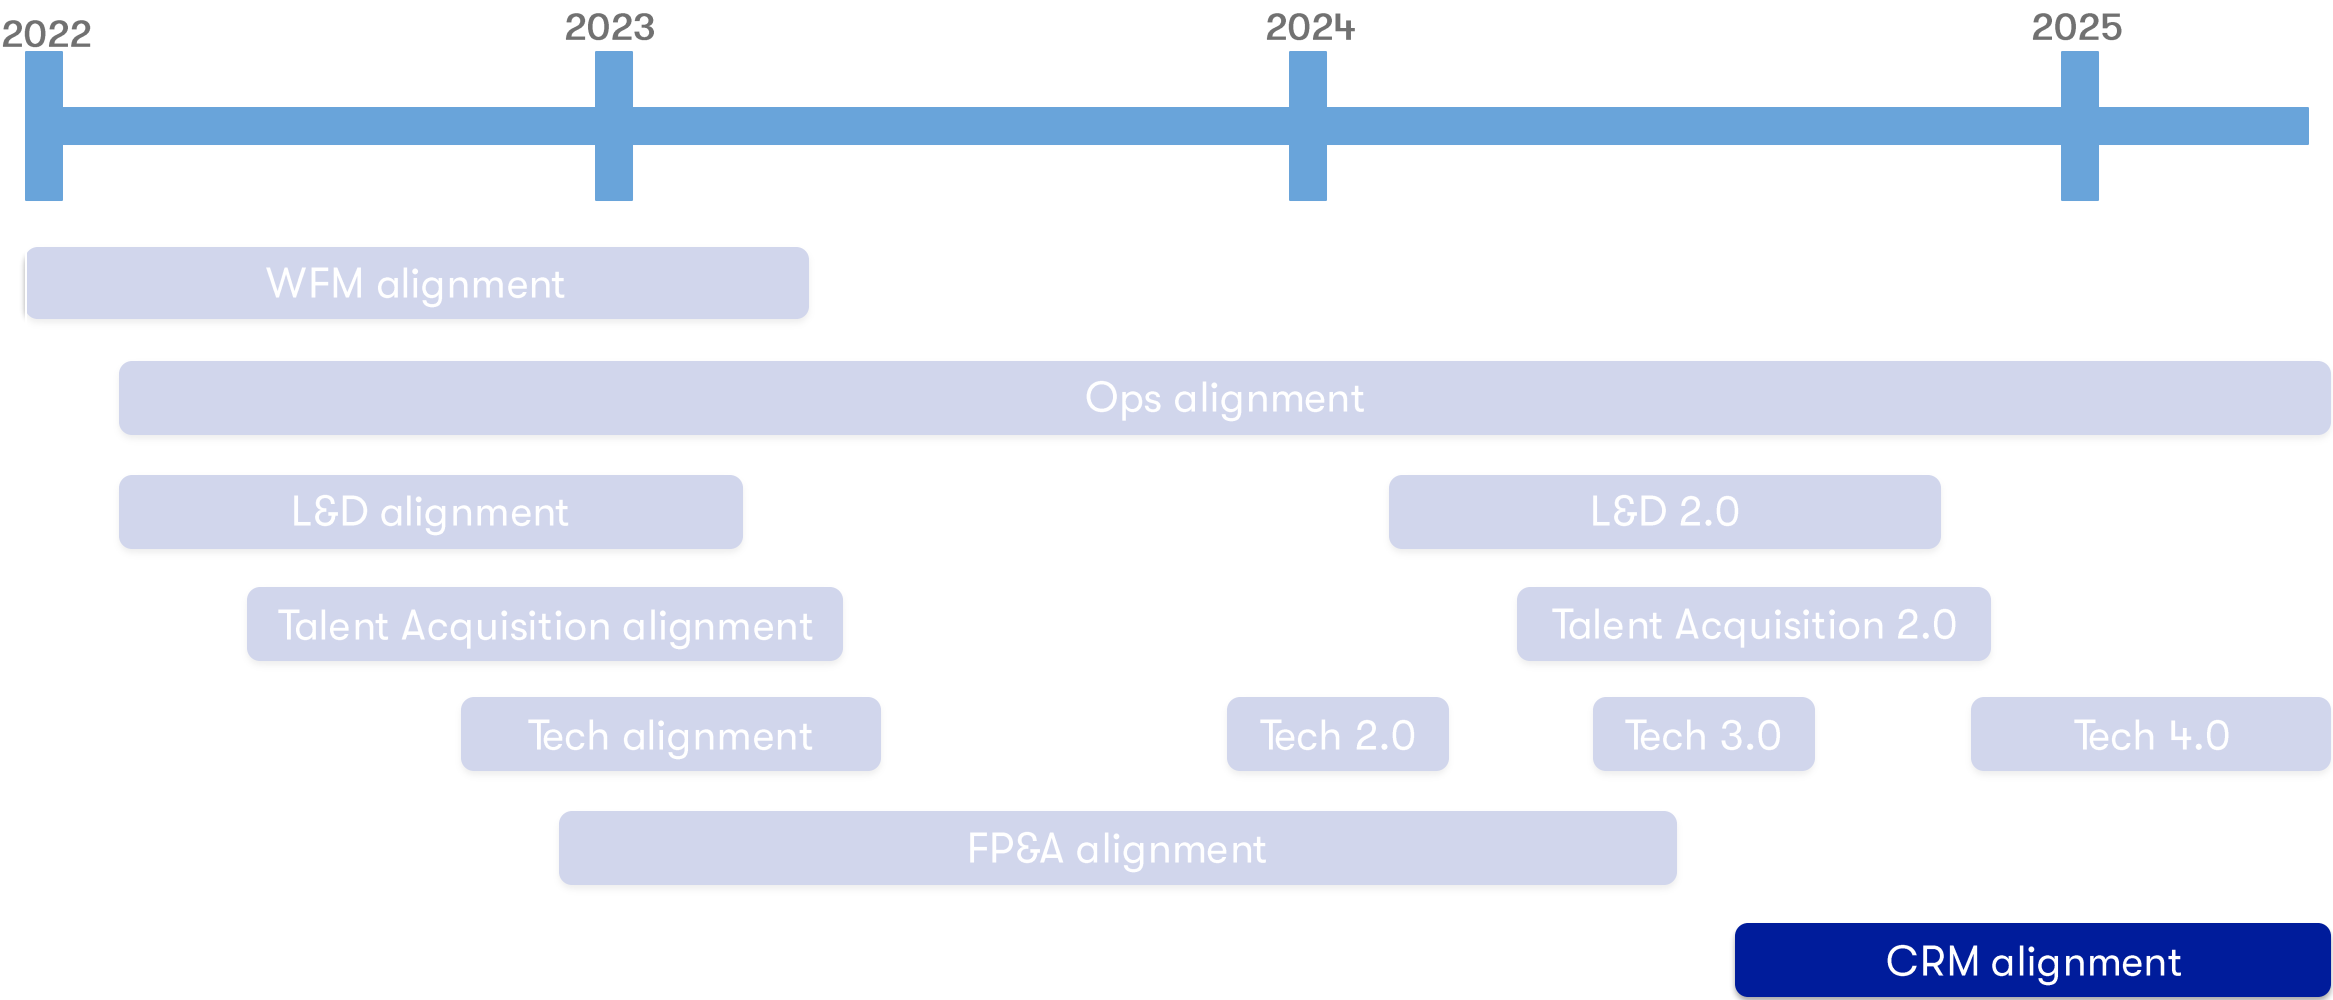 2022
2023
2024
2025
WFM alignment
Ops alignment
L&D alignment
L&D 2.0
Talent Acquisition alignment
Talent Acquisition 2.0
Tech alignment
Tech 2.0
Tech 3.0
Tech 4.0
FP&A alignment
CRM alignment